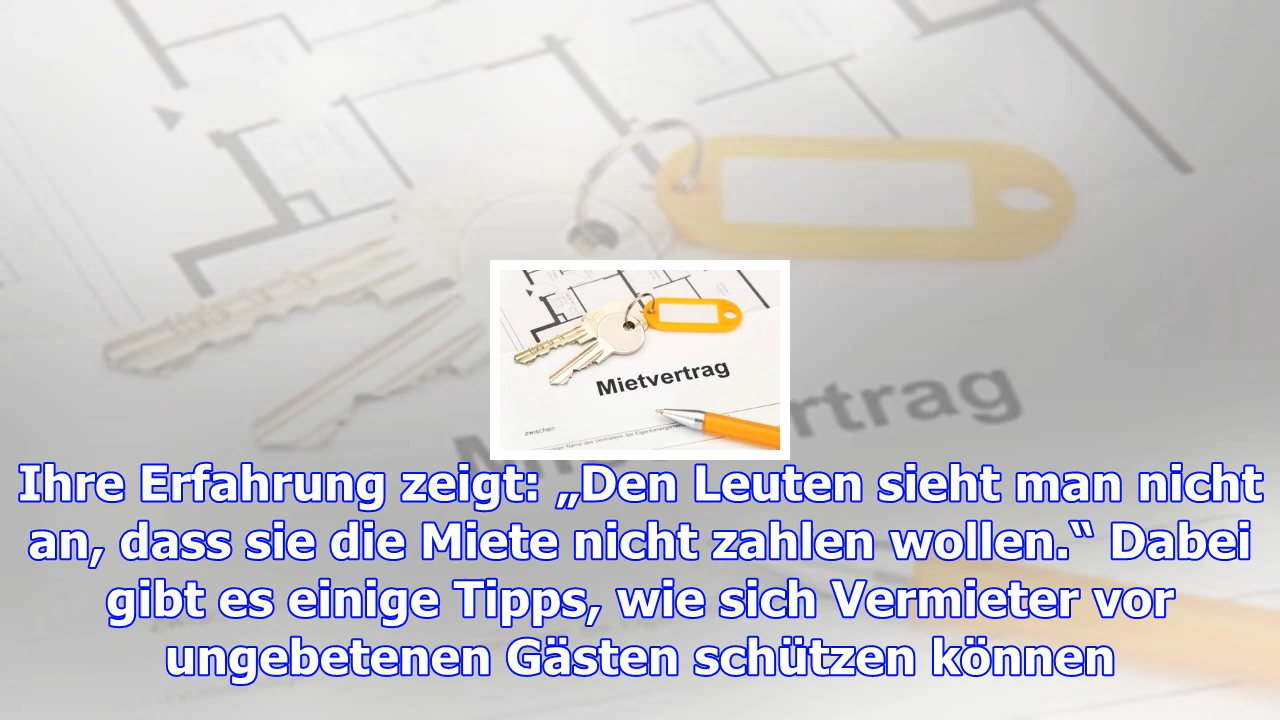 Mietvertrag
zwischen
Ihre Erfahrung zeigt: „Den Leuten sieht man nicht
an, dass sie die Miete nicht zahlen wollen.“ Dabei
gibt es einige Tipps, wie sich Vermieter vor
ungebetenen Gästen schützen können